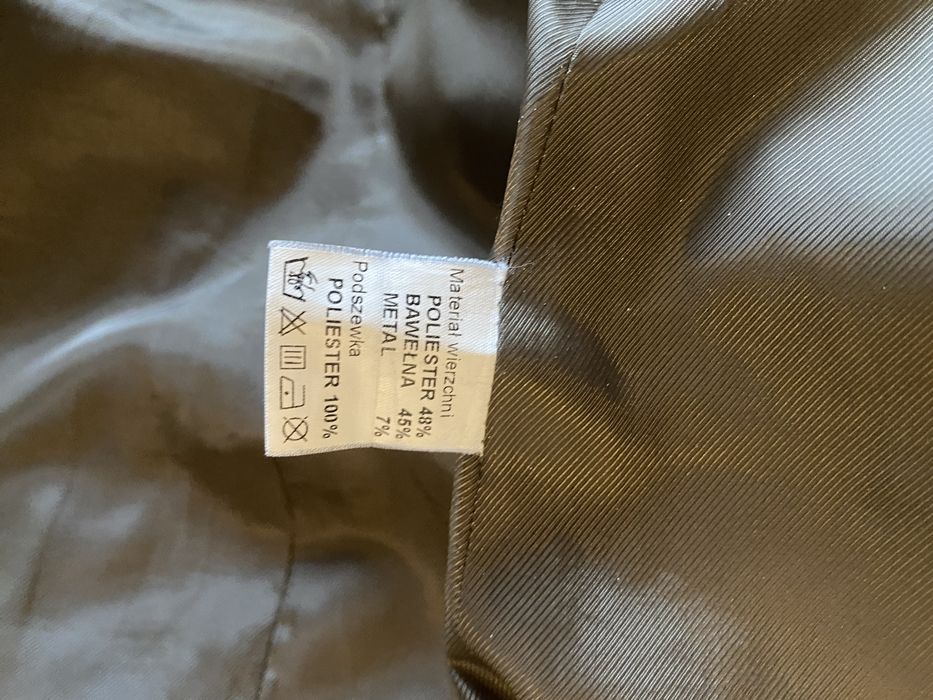 Materiał wierzchni
POLIESTER 48%
BAWEŁNA 45%
METAL 7%
Podszewka
POLIESTER 100%